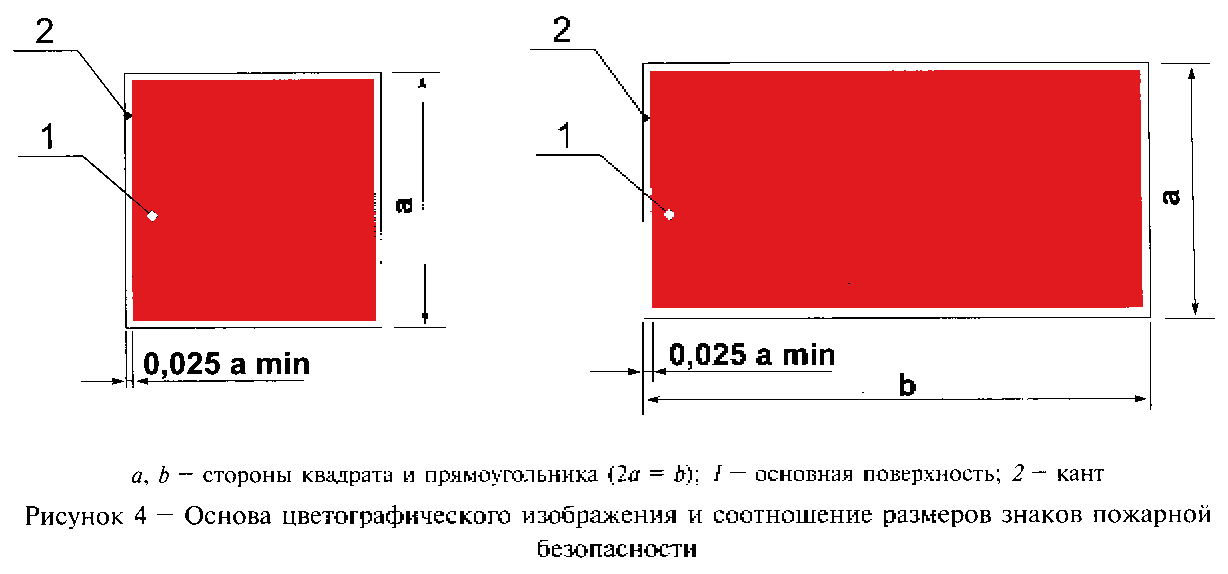 2
1
a
0,025 a min
2
1
a
0,025 a min
b
a, b — стороны квадрата и прямоугольника (2a = b); 1 — основная поверхность; 2 — кант
Рисунок 4 — Основа цветографического изображения и соотношение размеров знаков пожарной
безопасности